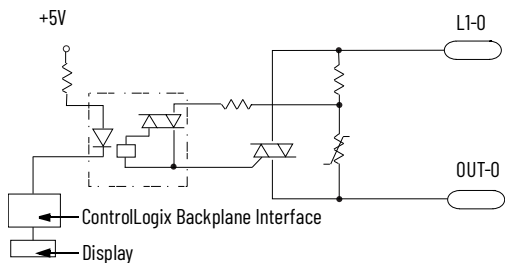 +5V
L1-0
OUT-0
ControlLogix Backplane Interface
Display